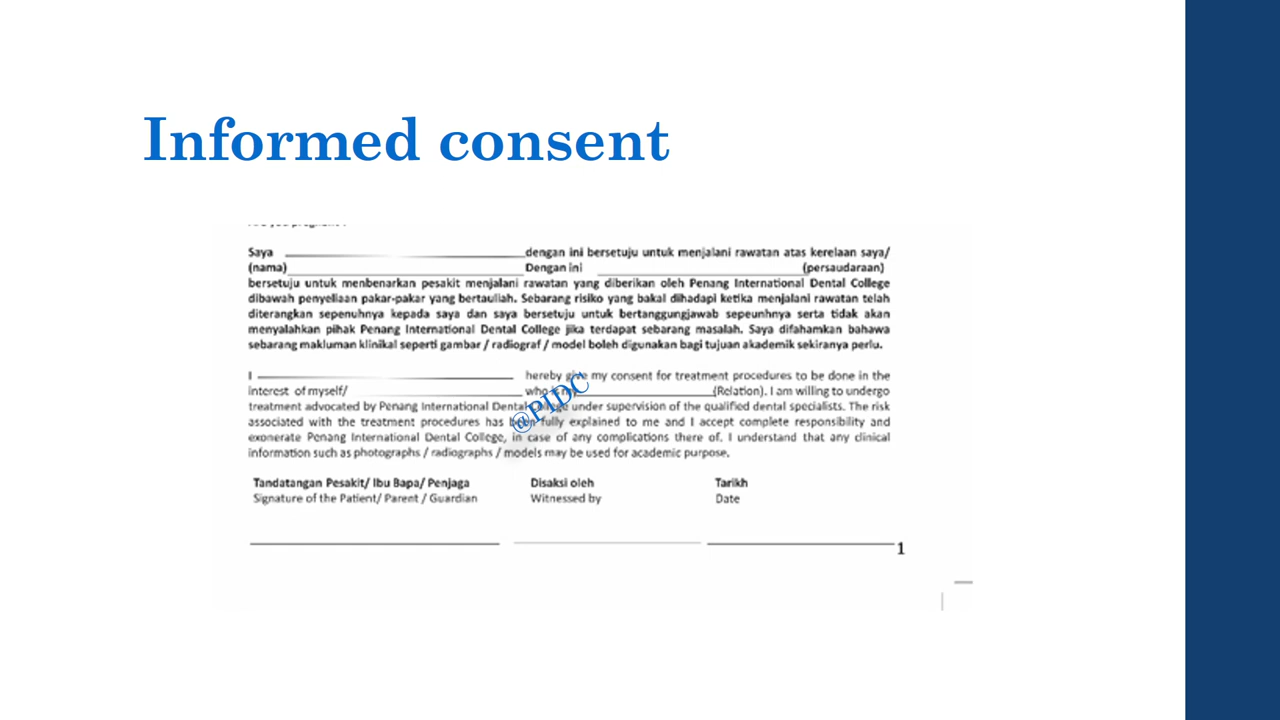 Informed consent
Saya dengan ini bersetuju untuk menjalani rawatan atas kerelaan saya/
(nama) Dengan ini (persaudaraan)
bersetuju untuk menbenarkan pesakit menjalani rawatan yang diberikan oleh Penang International Dental College
dibawah penyeliaan pakar-pakar yang bertauliah. Sebarang risiko yang bakal dihadapi ketika menjalani rawatan telah
diterangkan sepenuhnya kepada saya dan saya bersetuju untuk bertanggungjawab sepeunhnya serta tidak akan
menyalahkan pihak Penang International Dental College jika terdapat sebarang masalah. Saya difahamkan bahawa
sebarang makluman klinikal seperti gambar / radiograf / model boleh digunakan bagi tujuan akademik sekiranya perlu.
I hereby give my consent for treatment procedures to be done in the
interest of myself/ who is my (Relation). I am willing to undergo
treatment advocated by Penang International Dental College under supervision of the qualified dental specialists. The risk
associated with the treatment procedures has been fully explained to me and I accept complete responsibility and
exonerate Penang International Dental College, in case of any complications there of. I understand that any clinical
information such as photographs / radiographs / models may be used for academic purpose.
@PIDC
Tandatangan Pesakit/ Ibu Bapa/ Penjaga Disaksi oleh Tarikh
Signature of the Patient/ Parent / Guardian Witnessed by Date
1